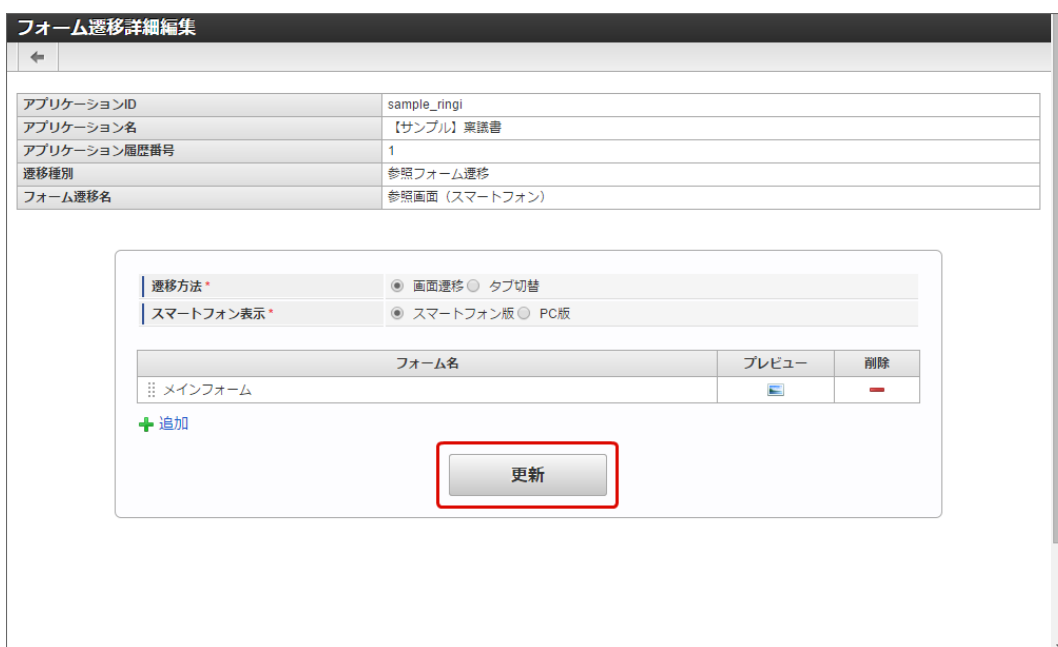 フォーム遷移詳細編集
アプリケーションID sample_ringi
アプリケーション名 【サンプル】稟議書
アプリケーション履歴番号 1
遷移種別 参照フォーム遷移
フォーム遷移名 参照画面（スマートフォン）
遷移方法* 画面遷移 タブ切替
スマートフォン表示* スマートフォン版 PC版
フォーム名 プレビュー 削除
メインフォーム
追加
更新